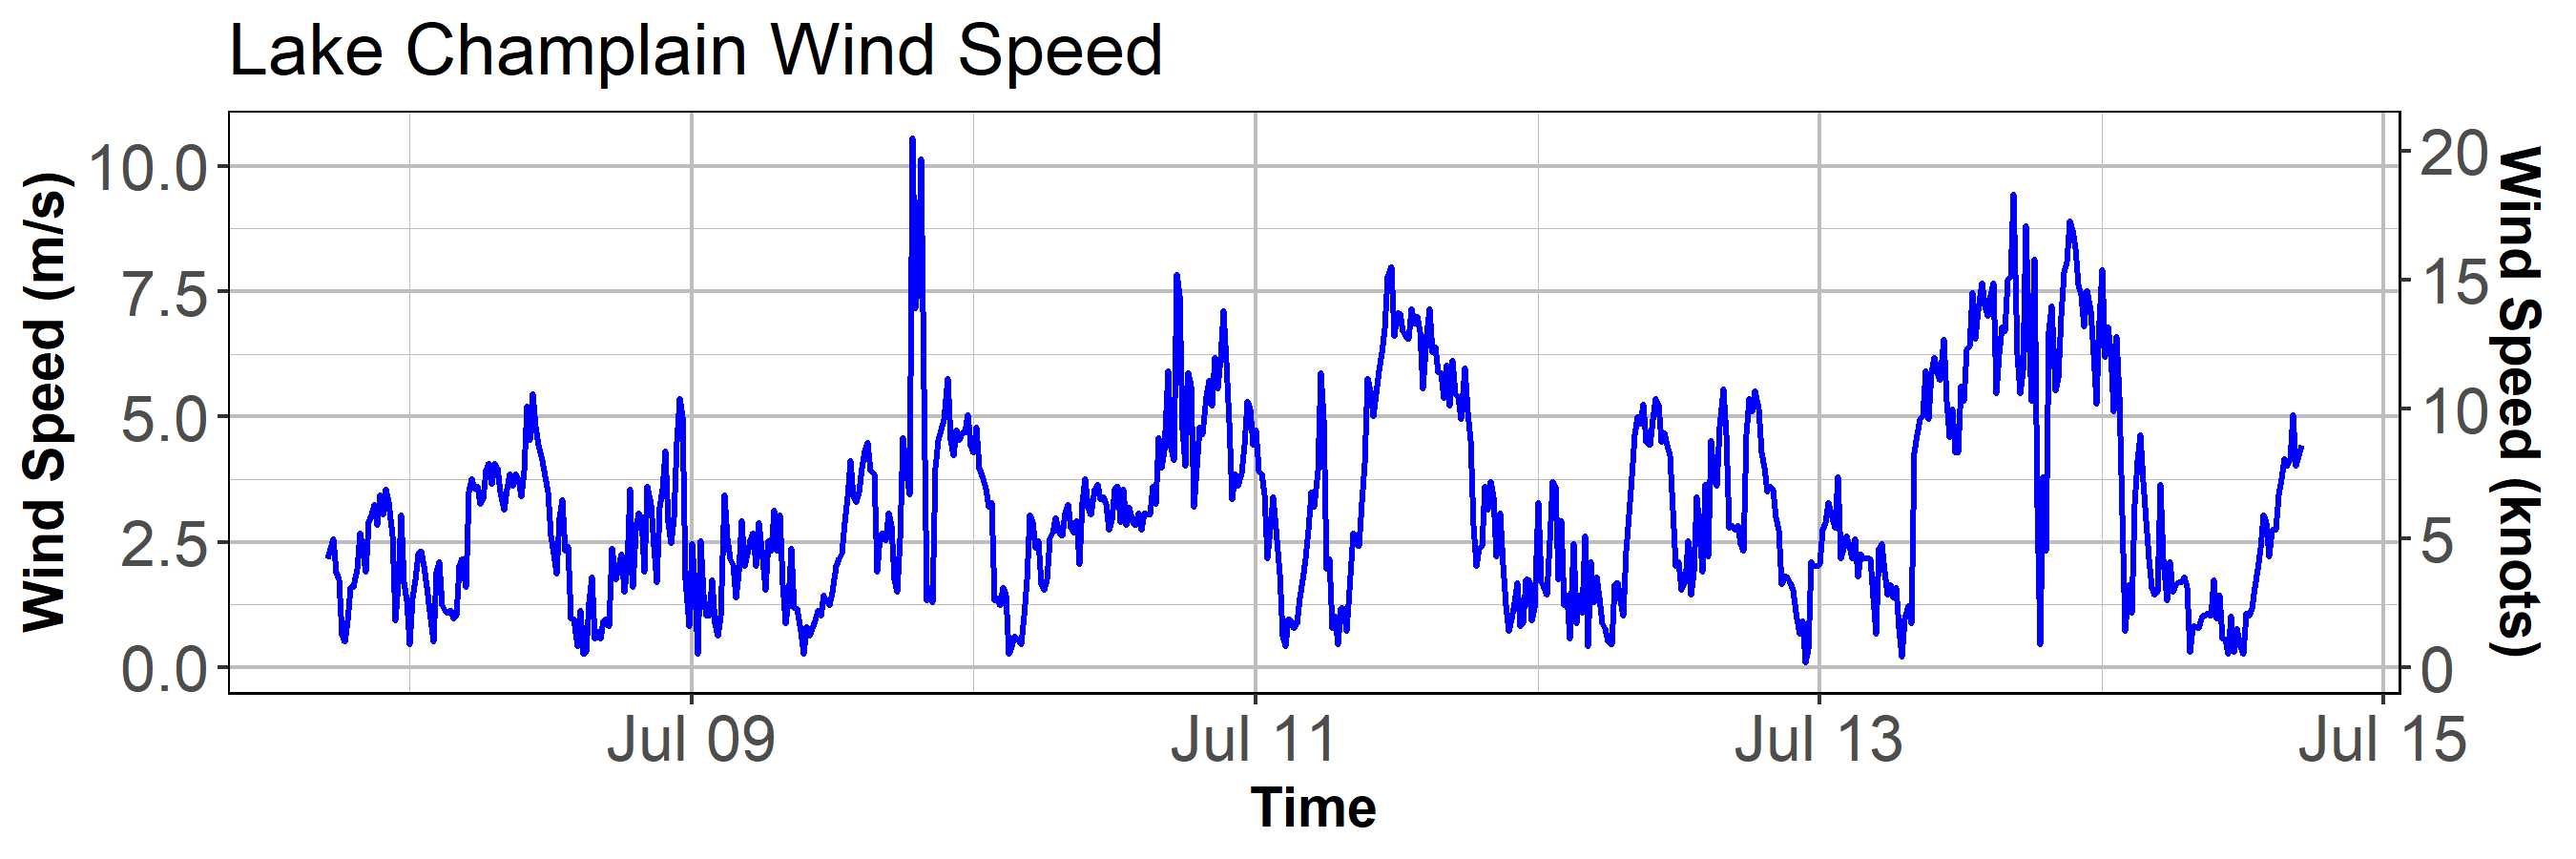 Lake Champlain Wind Speed
Wind Speed (m/s)
10.0
7.5
5.0
2.5
0.0
20
15
10
5
0
Wind Speed (knots)
Jul 09 Jul 11 Jul 13 Jul 15
Time